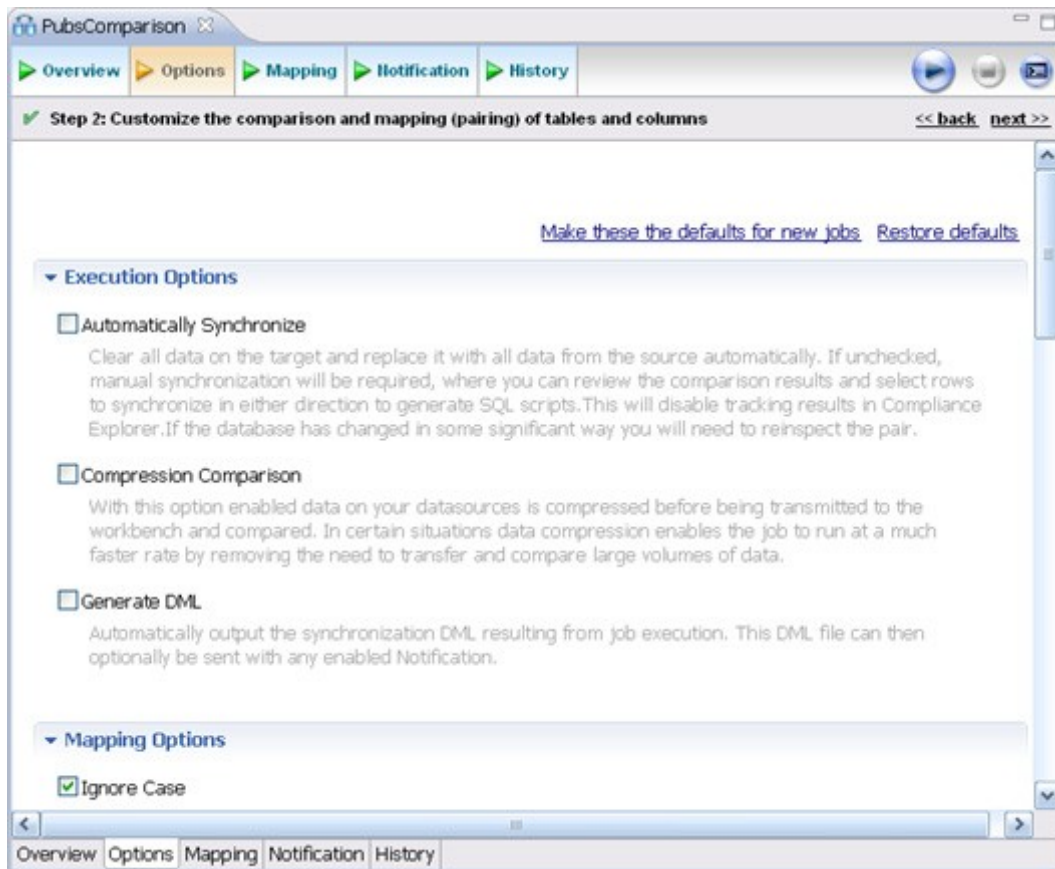 PubsComparison
Overview Options Mapping Notification History
Step 2: Customize the comparison and mapping (pairing) of tables and columns << back next >>
Make these the defaults for new jobs Restore defaults
Execution Options
Automatically Synchronize
Clear all data on the target and replace it with all data from the source automatically. If unchecked,
manual synchronization will be required, where you can review the comparison results and select rows
to synchronize in either direction to generate SQL scripts.This will disable tracking results in Compliance
Explorer.If the database has changed in some significant way you will need to reinspect the pair.
Compression Comparison
With this option enabled data on your datasources is compressed before being transmitted to the
workbench and compared. In certain situations data compression enables the job to run at a much
faster rate by removing the need to transfer and compare large volumes of data.
Generate DML
Automatically output the synchronization DML resulting from job execution. This DML file can then
optionally be sent with any enabled Notification.
Mapping Options
Ignore Case
Overview Options Mapping Notification History